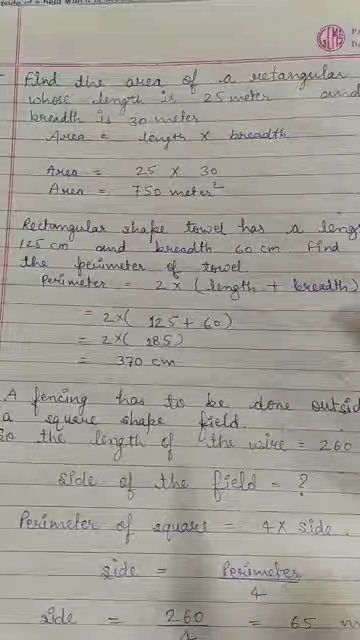 Find the area of a retangular
whose length is 25 meter and
breadth is 30 meter
Area = length × breadth
Area = 25 × 30
Area = 750 meter²
Rectangular shape towel has a leng
125 cm and breadth 60 cm Find
the perimeter of towel.
Perimeter = 2 × (length + breadth)
= 2×( 125 + 60)
= 2×( 185)
= 370 cm
A fencing has to be done outsid
a square shape field.
so the length of the wire = 260
side of the field = ?
Perimeter of square = 4× side.
side = Perimeter
4
side = 260 = 65 m
4